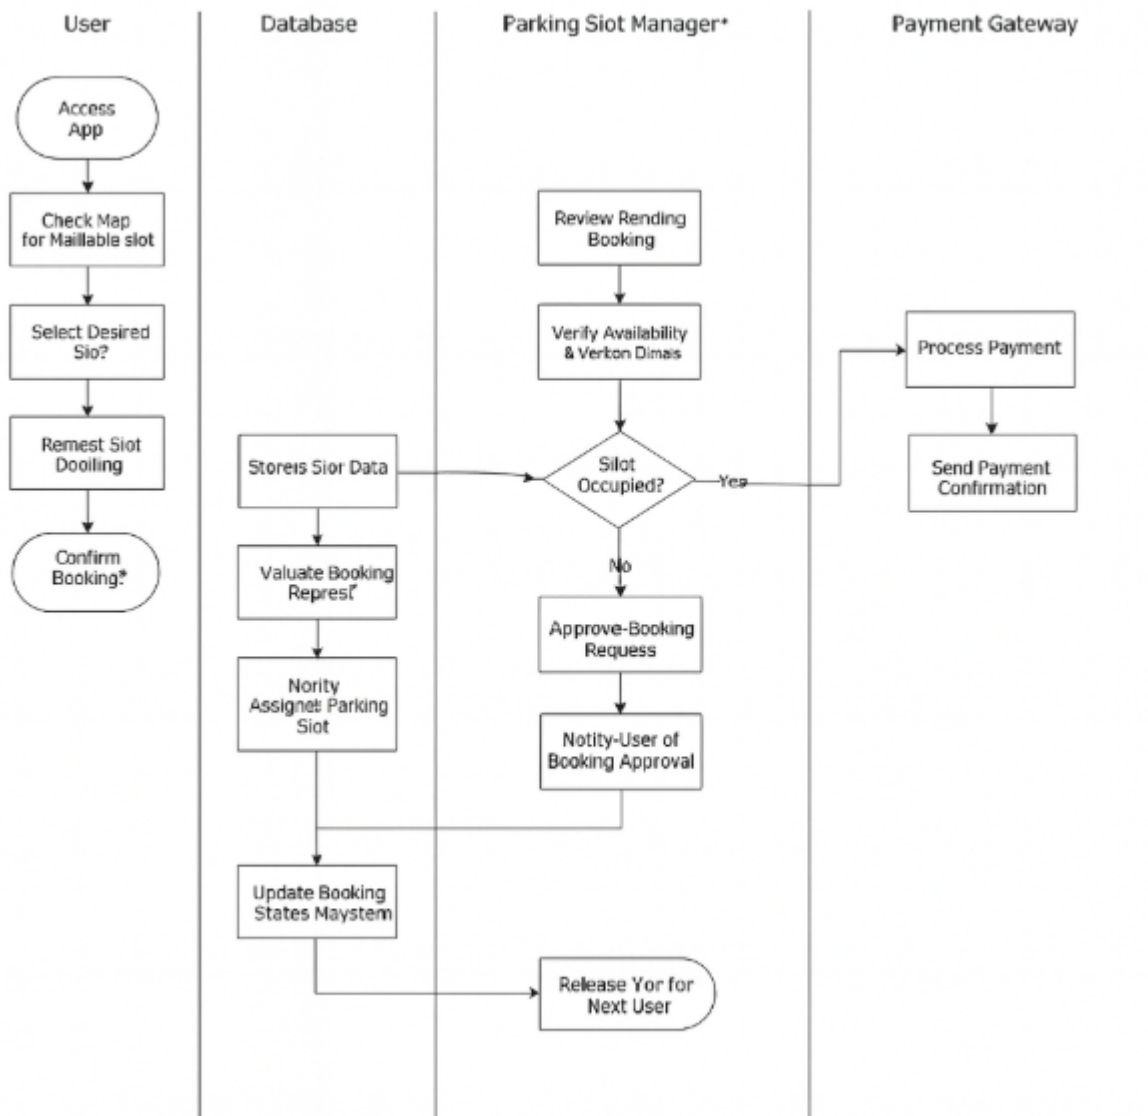 User
Database
Parking Siot Manager*
Payment Gateway
Access
App
Check Map
for Maillable slot
Select Desired
Sio?
Remest Siot
Dooiling
Confirm
Booking?*
Storeis Sior Data
Valuate Booking
Represt*
Nority
Assignet Parking
Slot
Update Booking
States Maystem
Review Rending
Booking
Verify Availability
& Verkon Dimais
Silot
Occupied?
Yes
No
Approve-Booking
Requess
Notity-User of
Booking Approval
Release Yor for
Next User
Process Payment
Send Payment
Confirmation